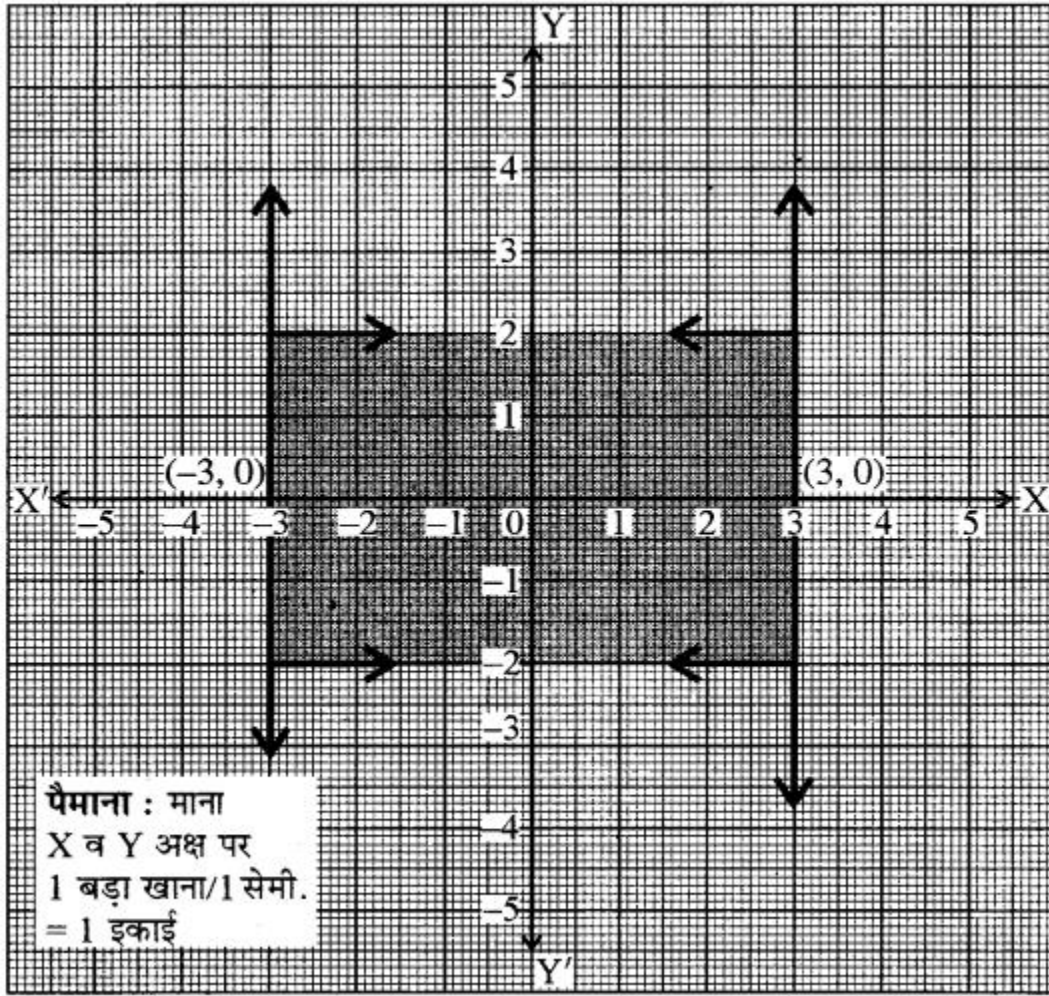 Y
5
4
3
2
1
(–3, 0) (3, 0)
X′ –5 –4 –3 –2 –1 0 1 2 3 4 5 X
–1
–2
–3
–4
–5
Y′
पैमाना : माना
X व Y अक्ष पर
1 बड़ा खाना/1 सेमी.
= 1 इकाई